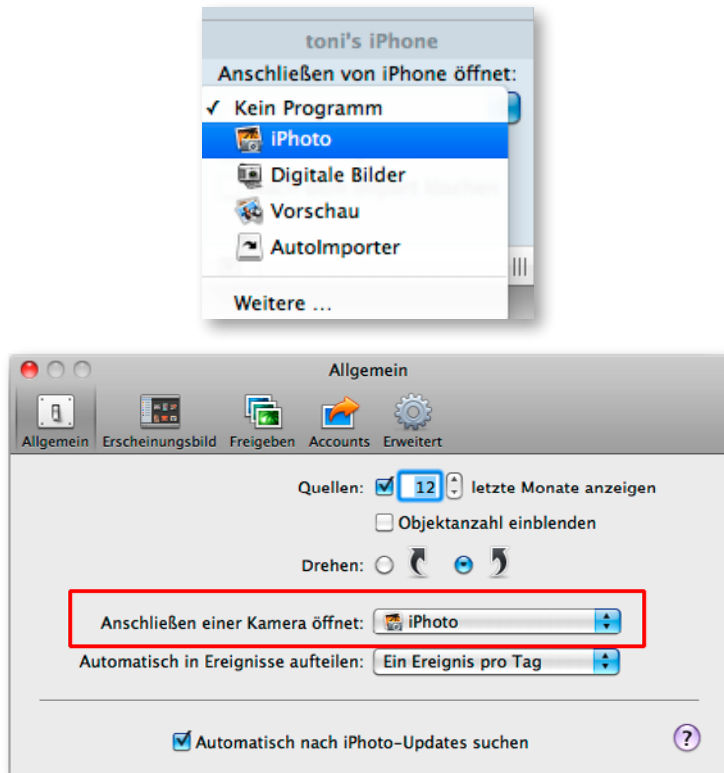 toni's iPhone
Anschließen von iPhone öffnet:
✓ Kein Programm
iPhoto
Digitale Bilder
Vorschau
AutoImporter
Weitere ...
Allgemein
Allgemein Erscheinungsbild Freigeben Accounts Erweitert
Quellen: 12 letzte Monate anzeigen
Objektanzahl einblenden
Drehen:
Anschließen einer Kamera öffnet: iPhoto
Automatisch in Ereignisse aufteilen: Ein Ereignis pro Tag
Automatisch nach iPhoto-Updates suchen ?